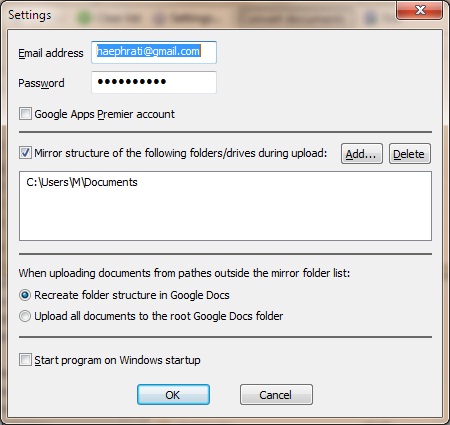 Settings
Email address
haephrati@gmail.com
Password
Google Apps Premier account
Mirror structure of the following folders/drives during upload:
Add...
Delete
C:\Users\M\Documents
When uploading documents from pathes outside the mirror folder list:
Recreate folder structure in Google Docs
Upload all documents to the root Google Docs folder
Start program on Windows startup
OK
Cancel